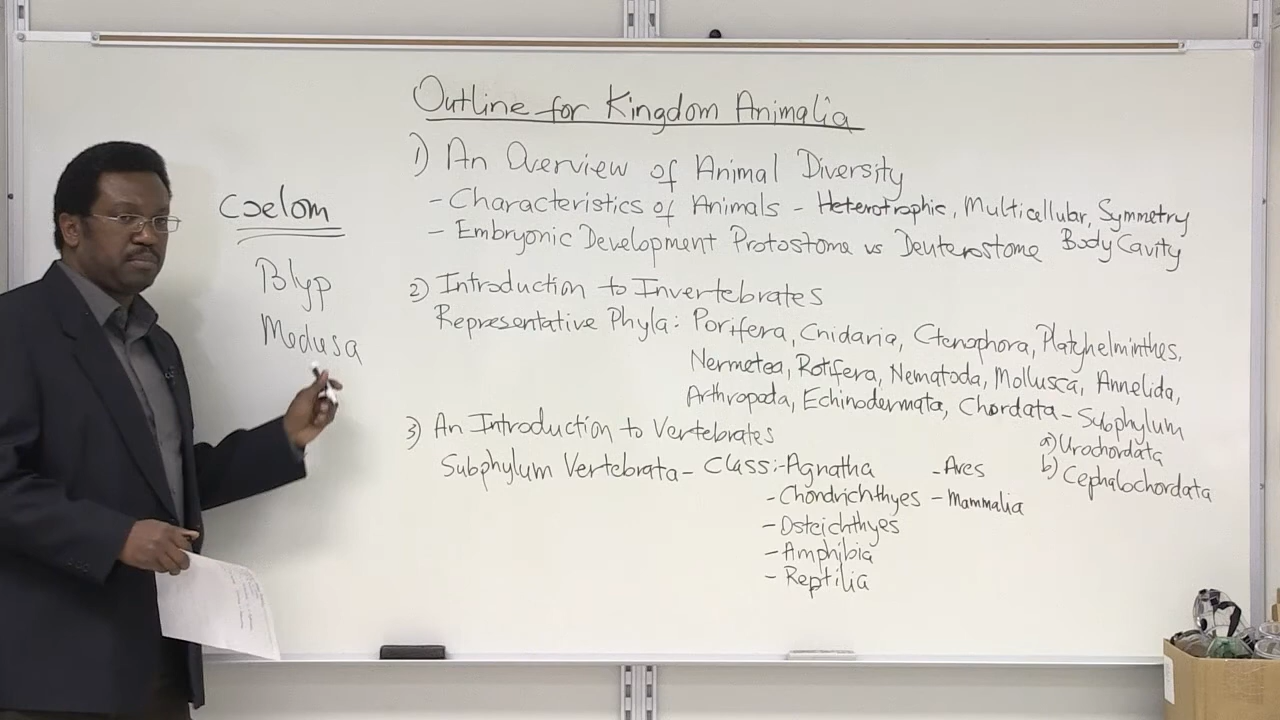 Outline for Kingdom Animalia
1) An Overview of Animal Diversity
- Characteristics of Animals - Heterotrophic, Multicellular, Symmetry
- Embryonic Development Protostome vs Deuterostome Body Cavity
2) Introduction to Invertebrates
Representative Phyla: Porifera, Cnidaria, Ctenophora, Platyhelminthes,
Nermetea, Rotifera, Nematoda, Mollusca, Annelida,
Arthropoda, Echinodermata, Chordata - Subphylum
a) Urochordata
b) Cephalochordata
3) An Introduction to Vertebrates
Subphylum Vertebrata - Class: - Agnatha - Aves
- Chondrichthyes - Mammalia
- Osteichthyes
- Amphibia
- Reptilia
Coelom
Polyp
Medusa